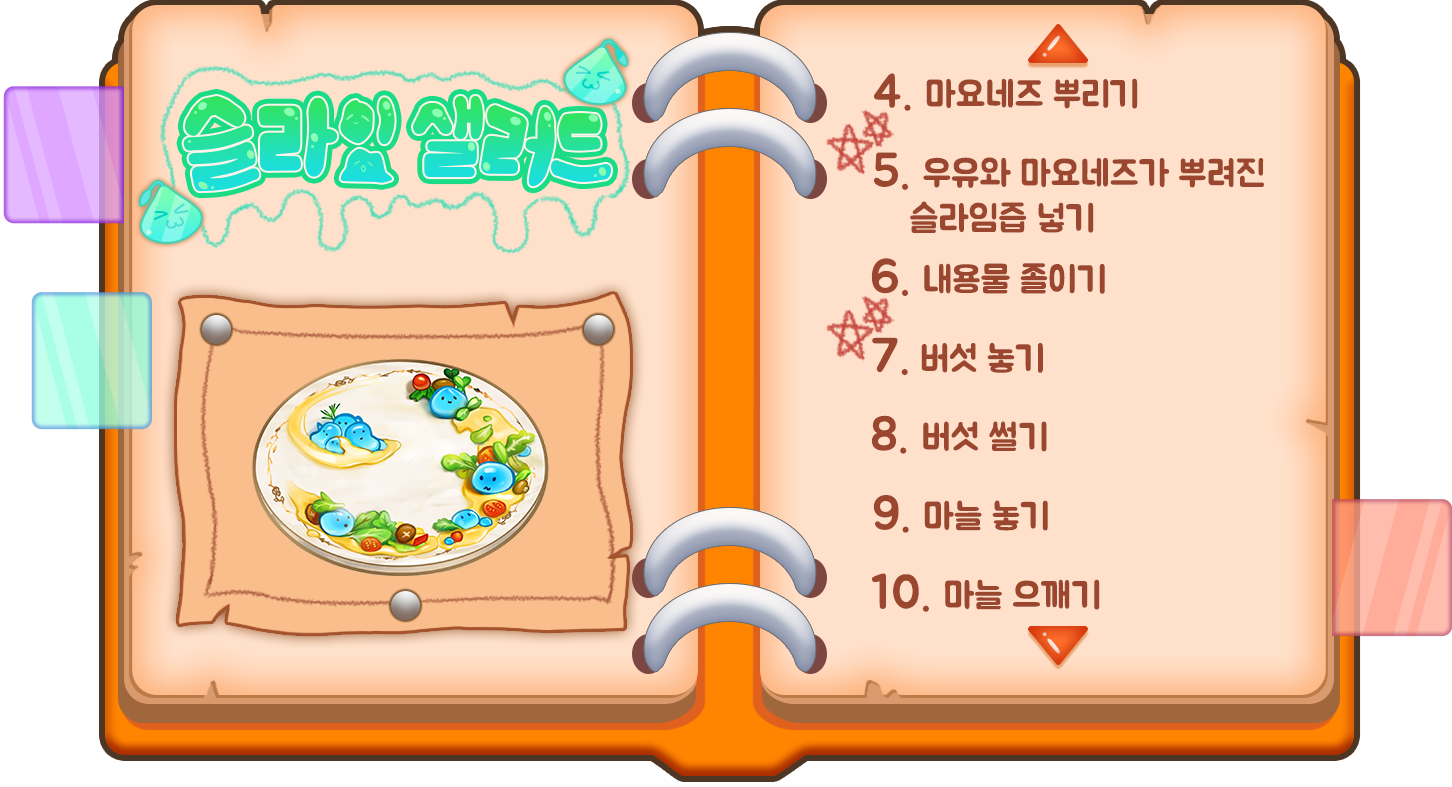 슬라임 샐러드
4. 마요네즈 뿌리기
5. 우유와 마요네즈가 뿌려진
슬라임즙 넣기
6. 내용물 졸이기
7. 버섯 놓기
8. 버섯 썰기
9. 마늘 놓기
10. 마늘 으깨기